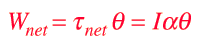 W_net = τ_net θ = Iαθ